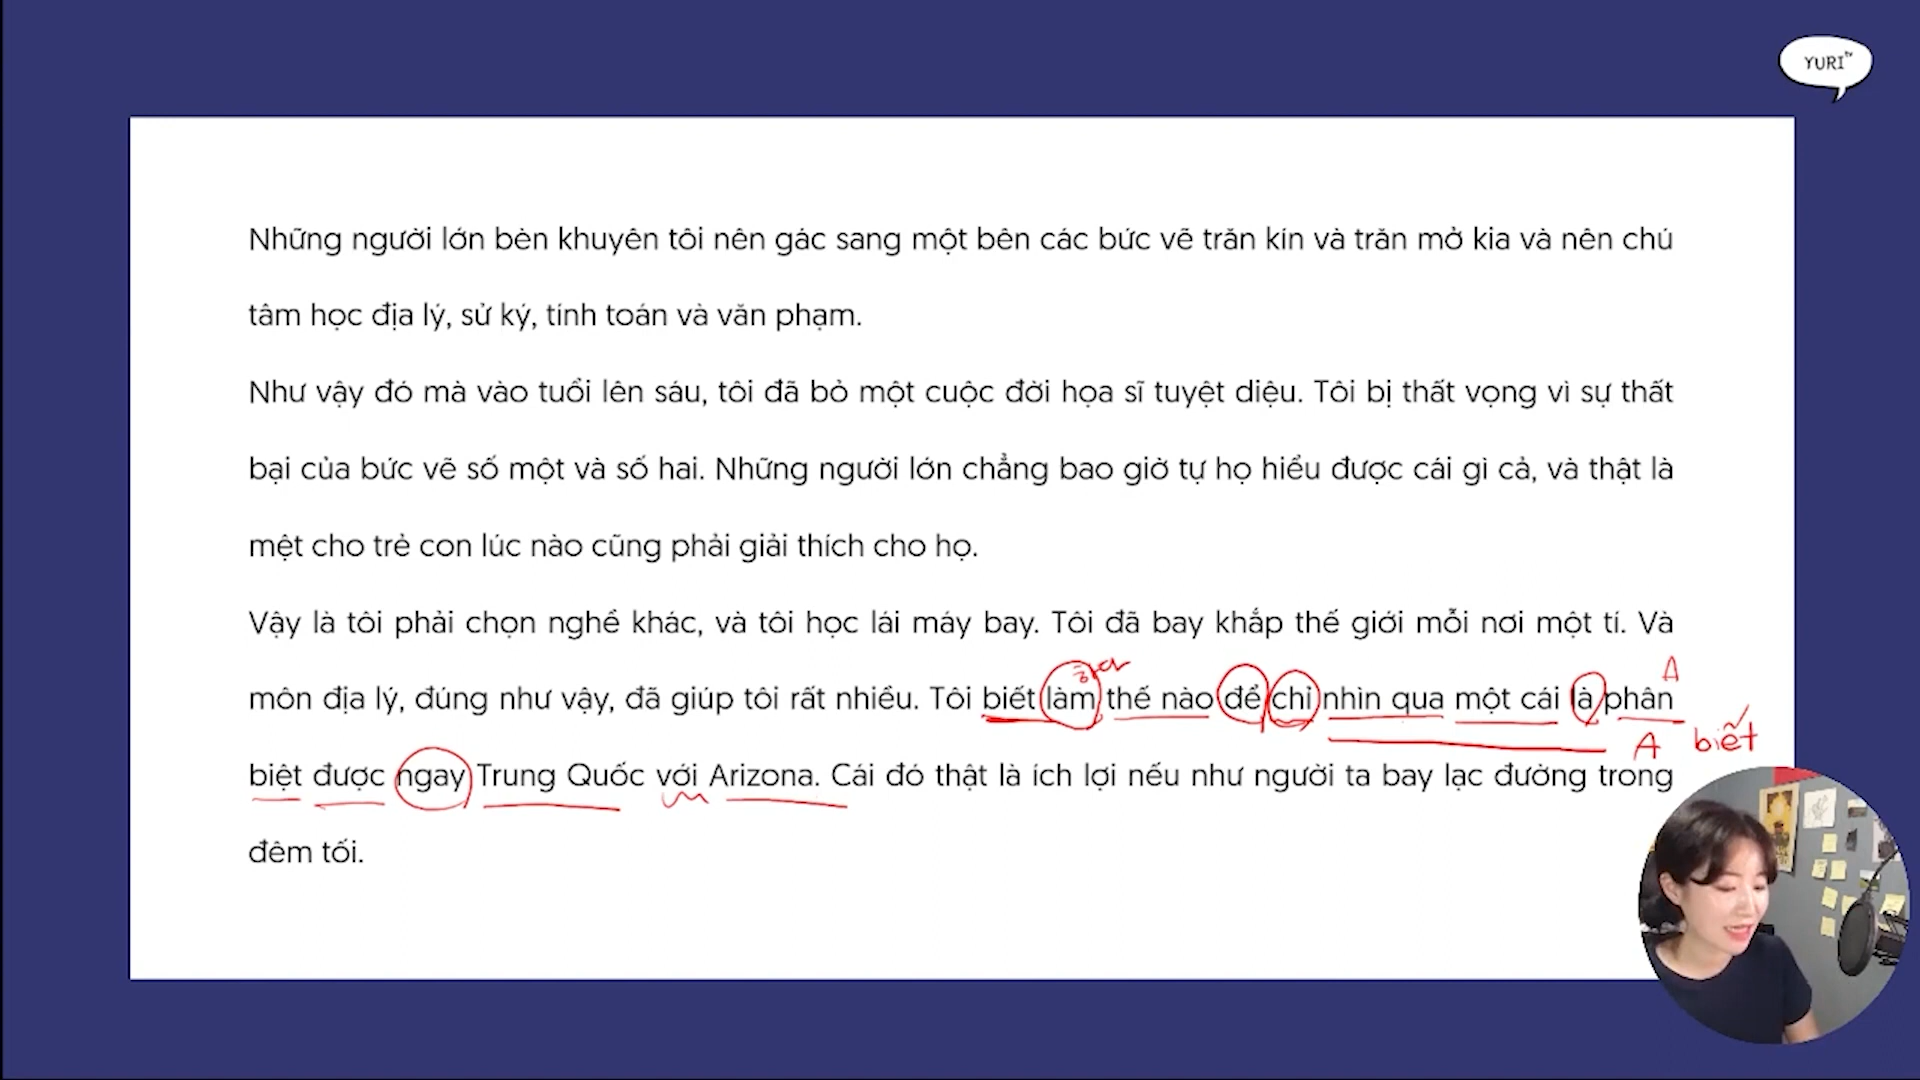 YURI tv
Những người lớn bèn khuyên tôi nên gác sang một bên các bức vẽ trăn kín và trăn mở kia và nên chú
tâm học địa lý, sử ký, tính toán và văn phạm.
Như vậy đó mà vào tuổi lên sáu, tôi đã bỏ một cuộc đời họa sĩ tuyệt diệu. Tôi bị thất vọng vì sự thất
bại của bức vẽ số một và số hai. Những người lớn chẳng bao giờ tự họ hiểu được cái gì cả, và thật là
mệt cho trẻ con lúc nào cũng phải giải thích cho họ.
Vậy là tôi phải chọn nghề khác, và tôi học lái máy bay. Tôi đã bay khắp thế giới mỗi nơi một tí. Và
A
môn địa lý, đúng như vậy, đã giúp tôi rất nhiều. Tôi biết làm thế nào để chỉ nhìn qua một cái là phân
A biết
biệt được ngay Trung Quốc với Arizona. Cái đó thật là ích lợi nếu như người ta bay lạc đường trong
đêm tối.